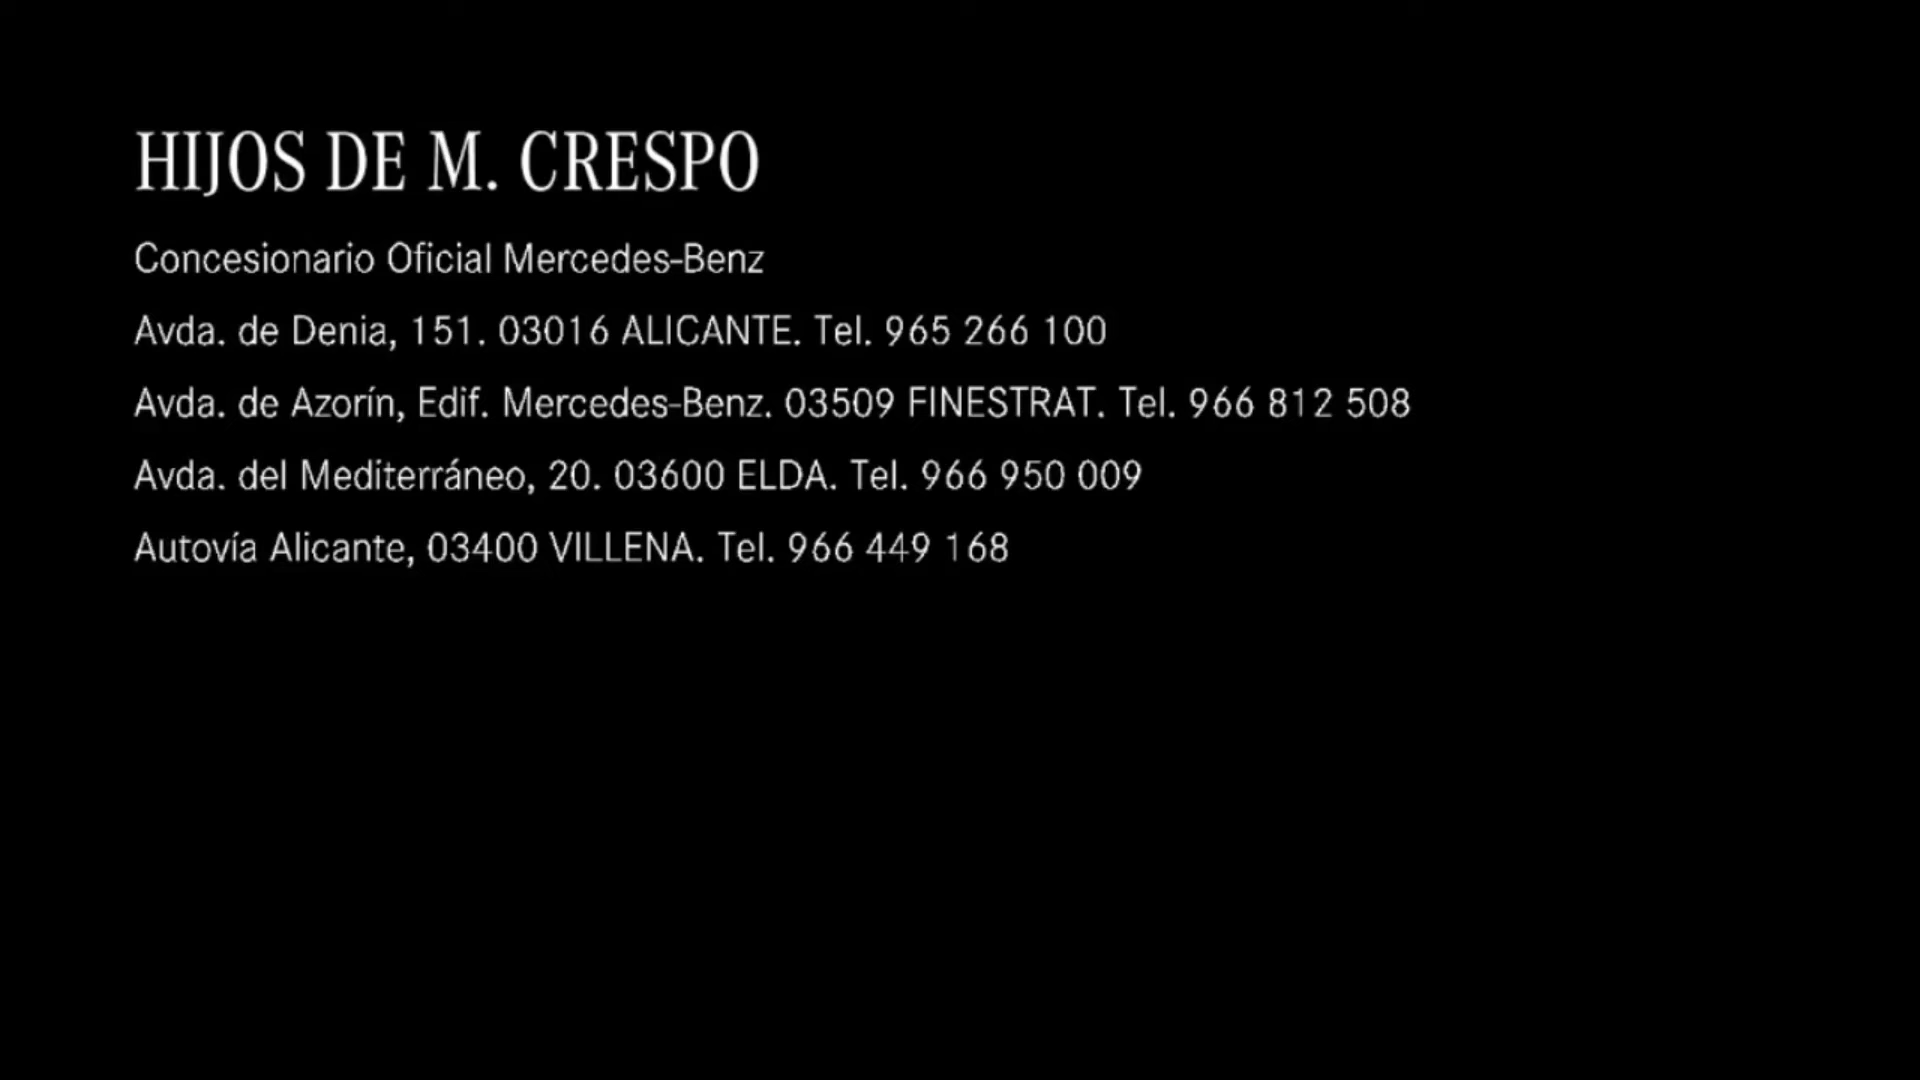 HIJOS DE M. CRESPO
Concesionario Oficial Mercedes-Benz
Avda. de Denia, 151. 03016 ALICANTE. Tel. 965 266 100
Avda. de Azorín, Edif. Mercedes-Benz. 03509 FINESTRAT. Tel. 966 812 508
Avda. del Mediterráneo, 20. 03600 ELDA. Tel. 966 950 009
Autovía Alicante, 03400 VILLENA. Tel. 966 449 168